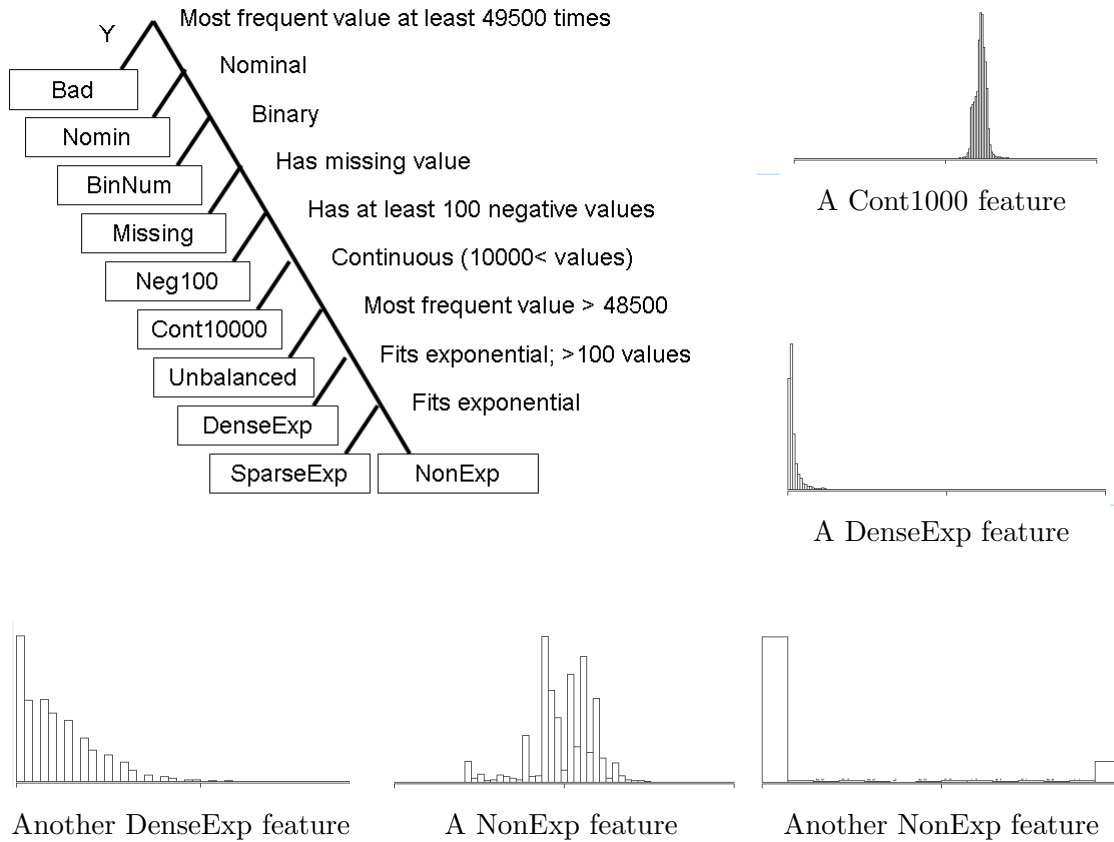 Most frequent value at least 49500 times
Y
Bad
Nominal
Nomin
Binary
BinNum
Has missing value
Missing
Has at least 100 negative values
Neg100
Continuous (10000< values)
Cont10000
Most frequent value > 48500
Unbalanced
Fits exponential; >100 values
DenseExp
Fits exponential
SparseExp
NonExp
A Cont1000 feature
A DenseExp feature
Another DenseExp feature
A NonExp feature
Another NonExp feature